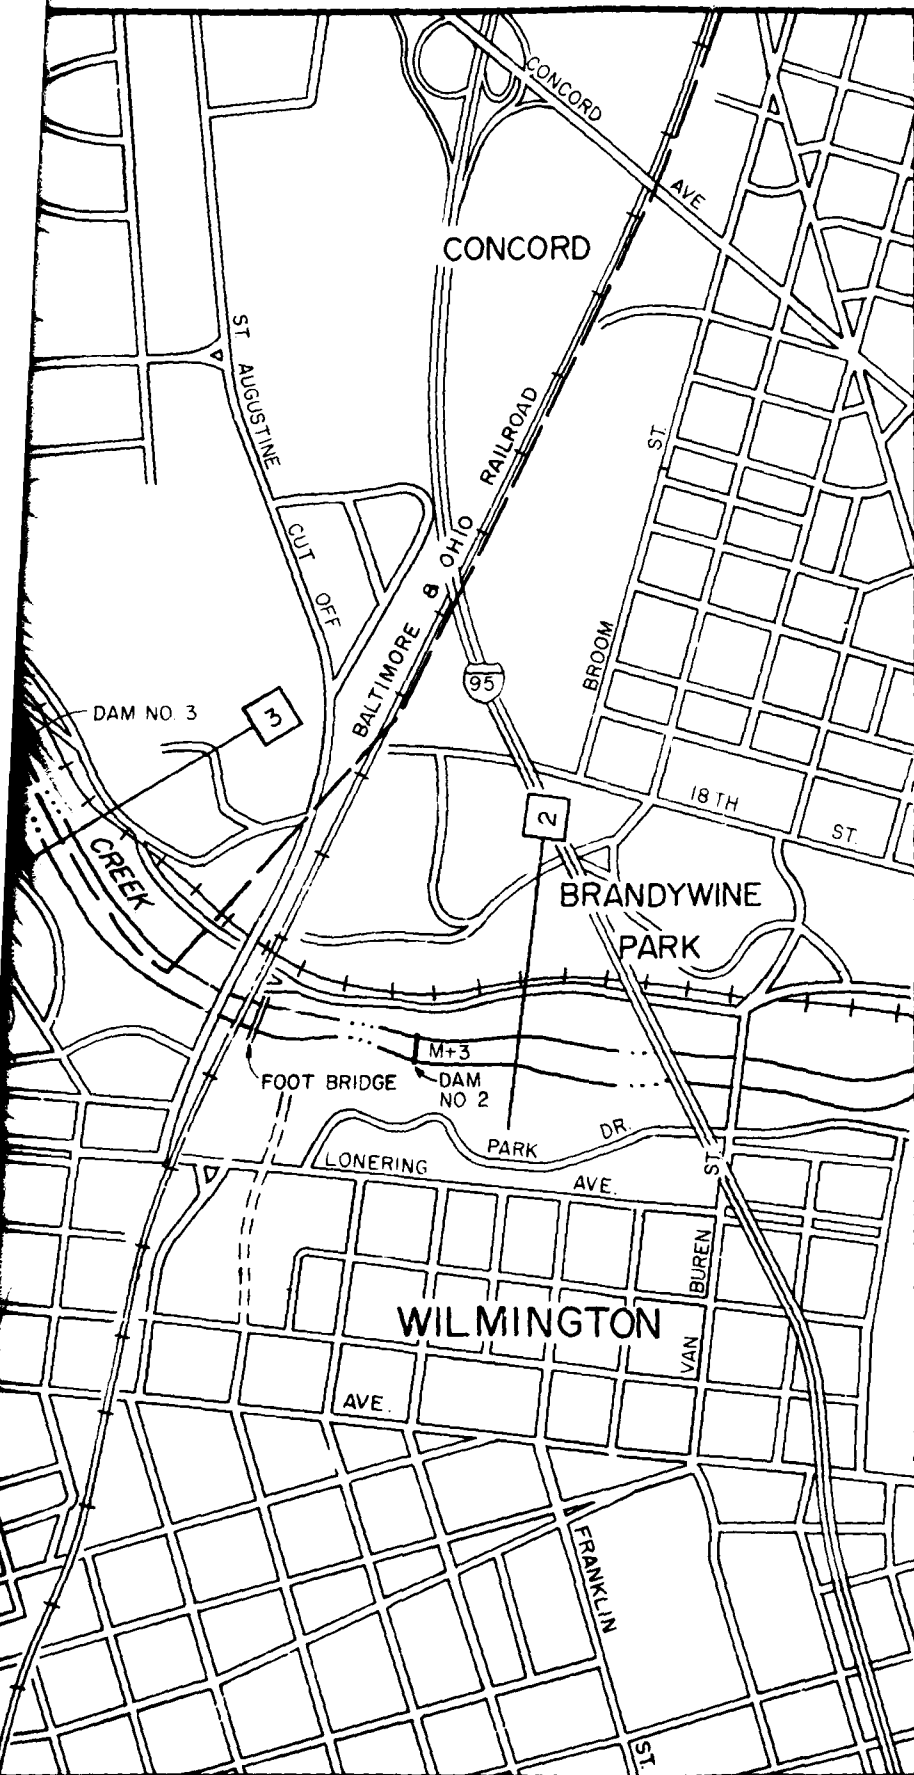 CONCORD
AVE
CONCORD
ST AUGUSTINE
CUT OFF
BALTIMORE & OHIO RAILROAD
BROOM
ST.
95
DAM NO. 3
3
18TH
ST.
2
CREEK
BRANDYWINE
PARK
M+3
FOOT BRIDGE
DAM
NO 2
PARK
DR.
LONERING
AVE.
VAN BUREN
ST.
WILMINGTON
AVE.
FRANKLIN
ST.